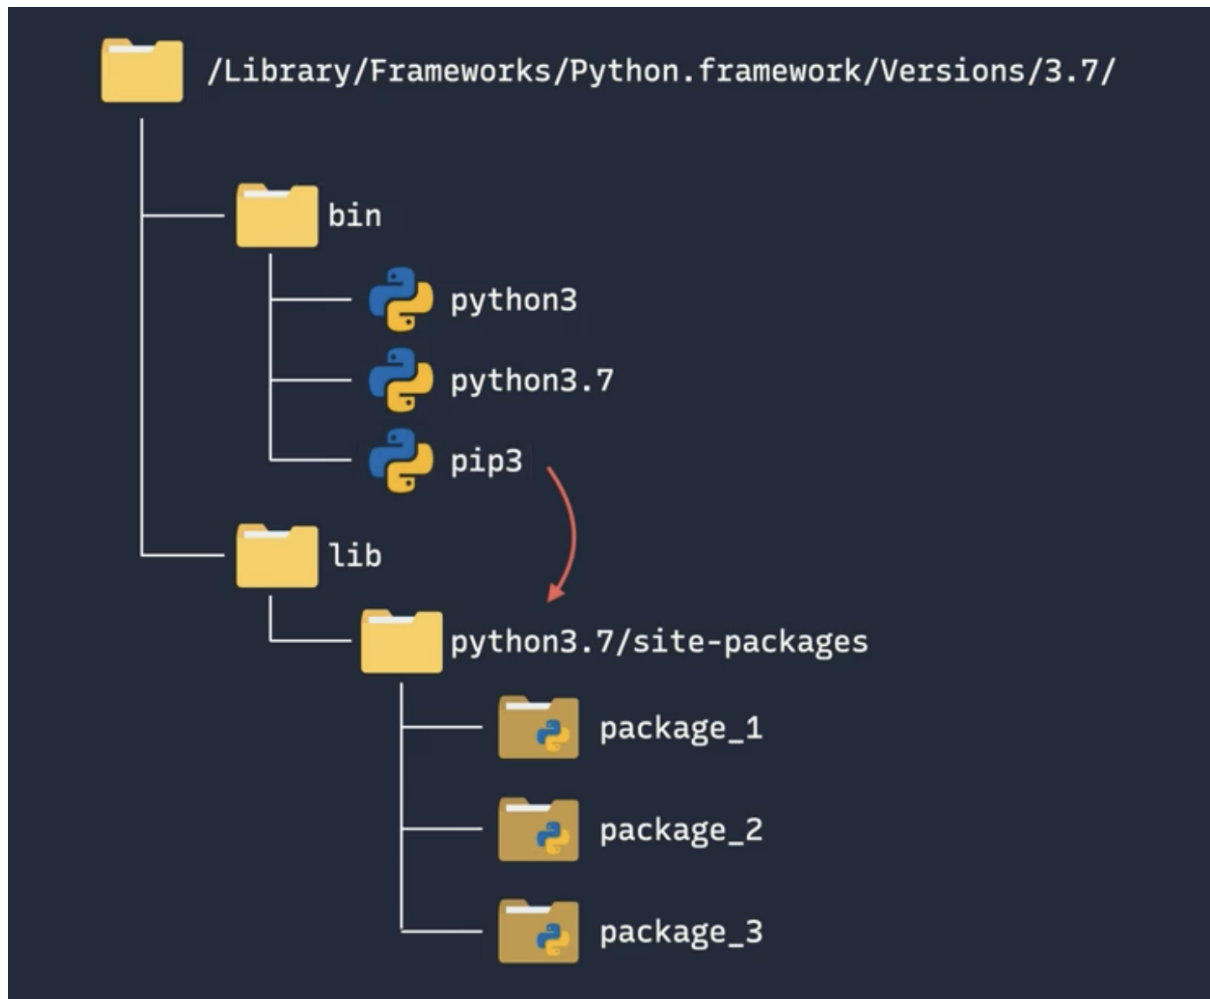 /Library/Frameworks/Python.framework/Versions/3.7/
bin
python3
python3.7
pip3
lib
python3.7/site-packages
package_1
package_2
package_3